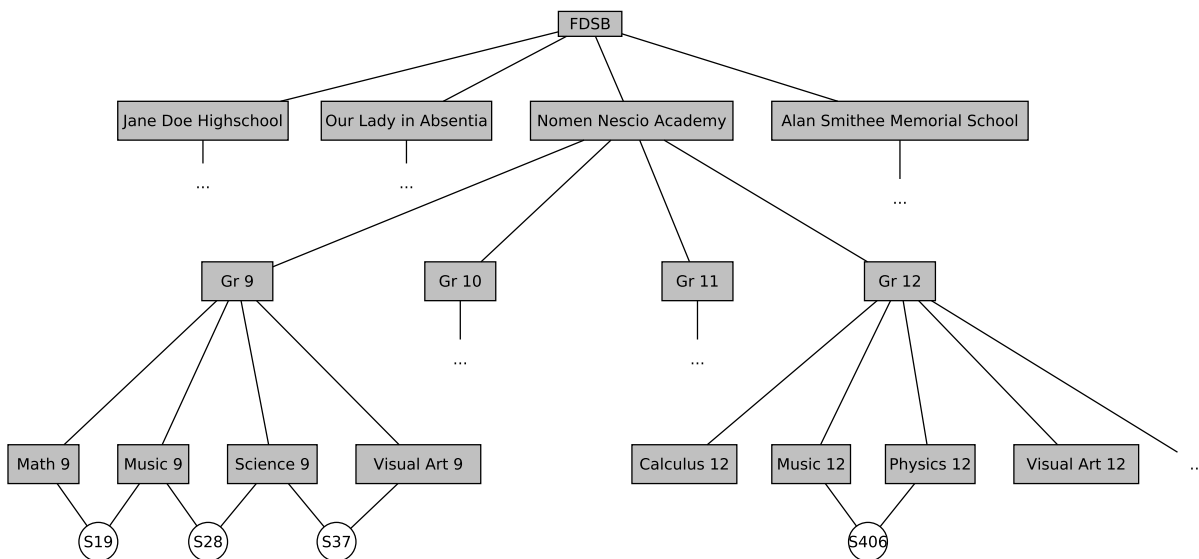 FDSB
Jane Doe Highschool
Our Lady in Absentia
Nomen Nescio Academy
Alan Smithee Memorial School
...
...
...
Gr 9
Gr 10
Gr 11
Gr 12
...
...
Math 9
Music 9
Science 9
Visual Art 9
Calculus 12
Music 12
Physics 12
Visual Art 12
...
S19
S28
S37
S406